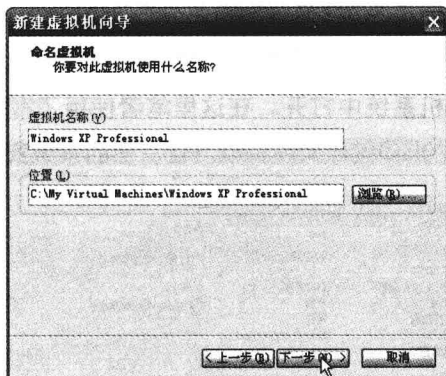 新建虚拟机向导
命名虚拟机
你要对此虚拟机使用什么名称?
虚拟机名称(V)
Windows XP Professional
位置(L)
C:\My Virtual Machines\Windows XP Professional
浏览(R)...
<上一步(B)
下一步(N) >
取消